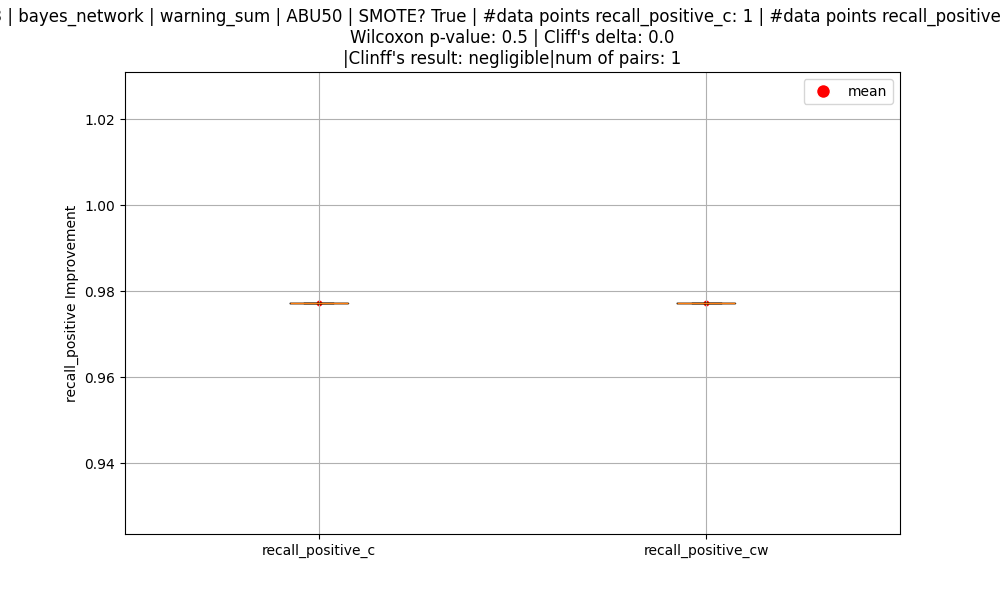 | bayes_network | warning_sum | ABU50 | SMOTE? True | #data points recall_positive_c: 1 | #data points recall_positive
Wilcoxon p-value: 0.5 | Cliff's delta: 0.0
|Clinff's result: negligible|num of pairs: 1
mean
1.02
1.00
0.98
0.96
0.94
recall_positive Improvement
recall_positive_c
recall_positive_cw